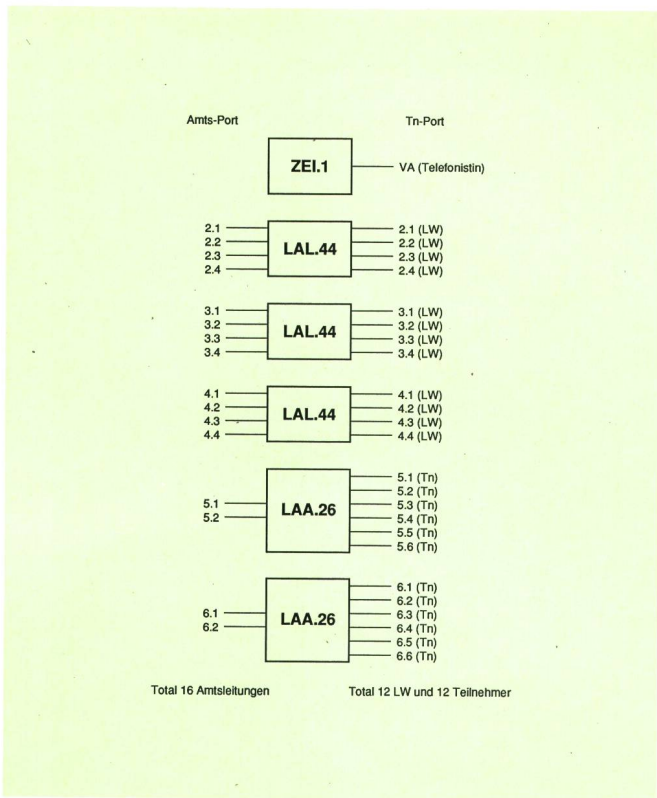 Amts-Port Tn-Port
ZEI.1 VA (Telefonistin)
2.1 2.1 (LW)
2.2 2.2 (LW)
LAL.44
2.3 2.3 (LW)
2.4 2.4 (LW)
3.1 3.1 (LW)
3.2 3.2 (LW)
LAL.44
3.3 3.3 (LW)
3.4 3.4 (LW)
4.1 4.1 (LW)
4.2 4.2 (LW)
LAL.44
4.3 4.3 (LW)
4.4 4.4 (LW)
5.1 (Tn)
5.2 (Tn)
5.1 5.3 (Tn)
LAA.26
5.2 5.4 (Tn)
5.5 (Tn)
5.6 (Tn)
6.1 (Tn)
6.2 (Tn)
6.1 6.3 (Tn)
LAA.26
6.2 6.4 (Tn)
6.5 (Tn)
6.6 (Tn)
Total 16 Amtsleitungen Total 12 LW und 12 Teilnehmer